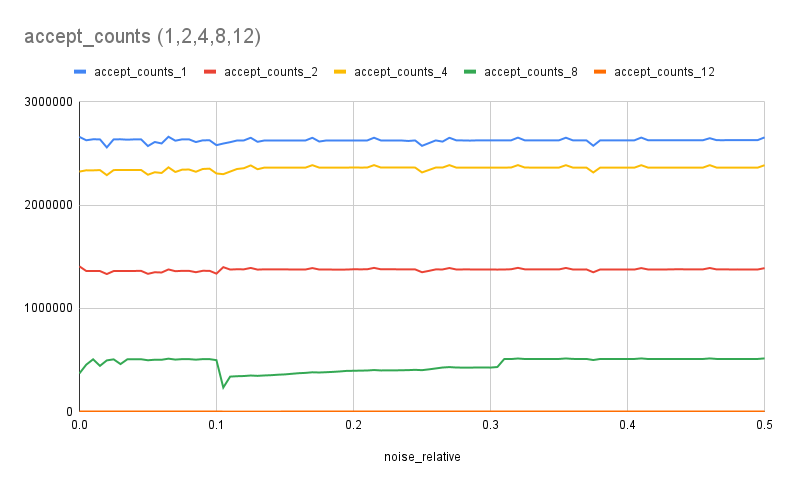 accept_counts (1,2,4,8,12)
accept_counts_1 accept_counts_2 accept_counts_4 accept_counts_8 accept_counts_12
3000000
2000000
1000000
0
0.0 0.1 0.2 0.3 0.4 0.5
noise_relative